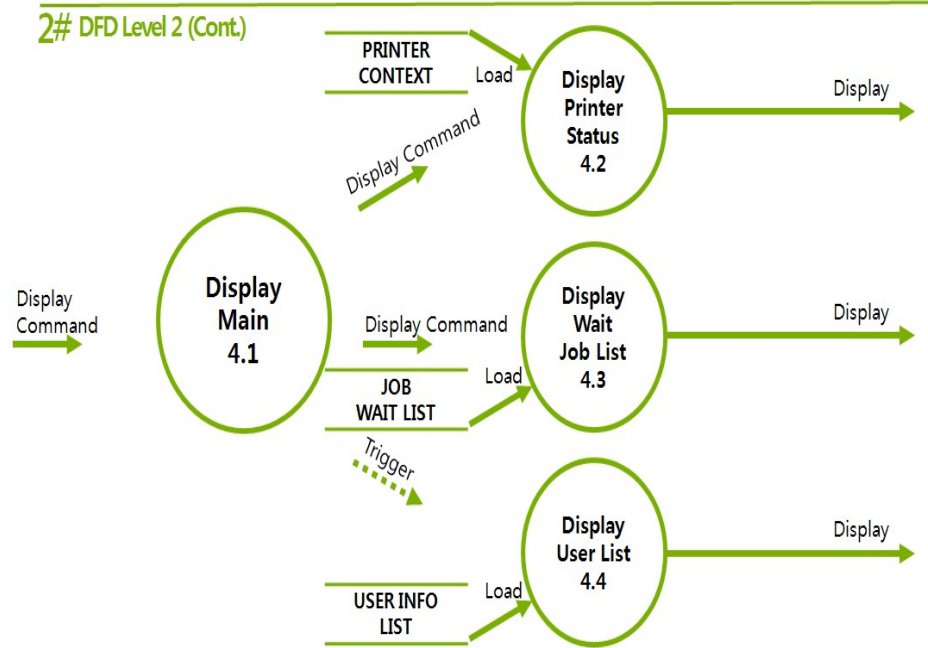 2# DFD Level 2 (Cont.)
PRINTER
CONTEXT
Load
Display
Printer
Status
4.2
Display
Display Command
Display
Main
4.1
Display
Command
Display Command
Display
Wait
Job List
4.3
Display
JOB
WAIT LIST
Load
Trigger
Display
User List
4.4
Display
USER INFO
LIST
Load